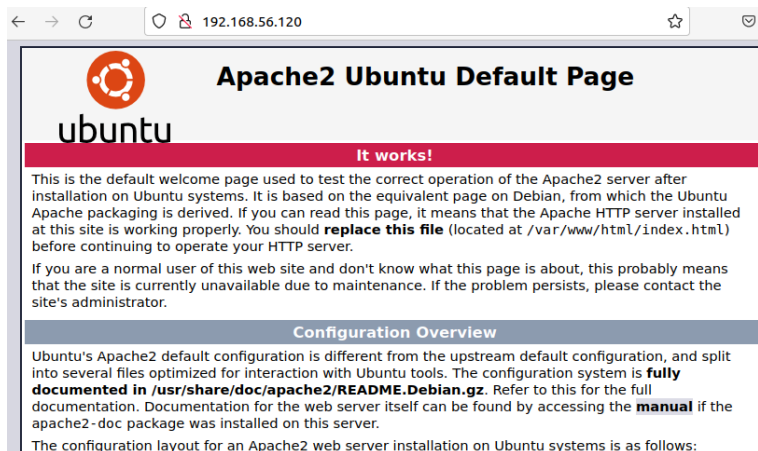 192.168.56.120
Apache2 Ubuntu Default Page
ubuntu
It works!
This is the default welcome page used to test the correct operation of the Apache2 server after
installation on Ubuntu systems. It is based on the equivalent page on Debian, from which the Ubuntu
Apache packaging is derived. If you can read this page, it means that the Apache HTTP server installed
at this site is working properly. You should replace this file (located at /var/www/html/index.html)
before continuing to operate your HTTP server.
If you are a normal user of this web site and don't know what this page is about, this probably means
that the site is currently unavailable due to maintenance. If the problem persists, please contact the
site's administrator.
Configuration Overview
Ubuntu's Apache2 default configuration is different from the upstream default configuration, and split
into several files optimized for interaction with Ubuntu tools. The configuration system is fully
documented in /usr/share/doc/apache2/README.Debian.gz. Refer to this for the full
documentation. Documentation for the web server itself can be found by accessing the manual if the
apache2-doc package was installed on this server.
The configuration layout for an Apache2 web server installation on Ubuntu systems is as follows: